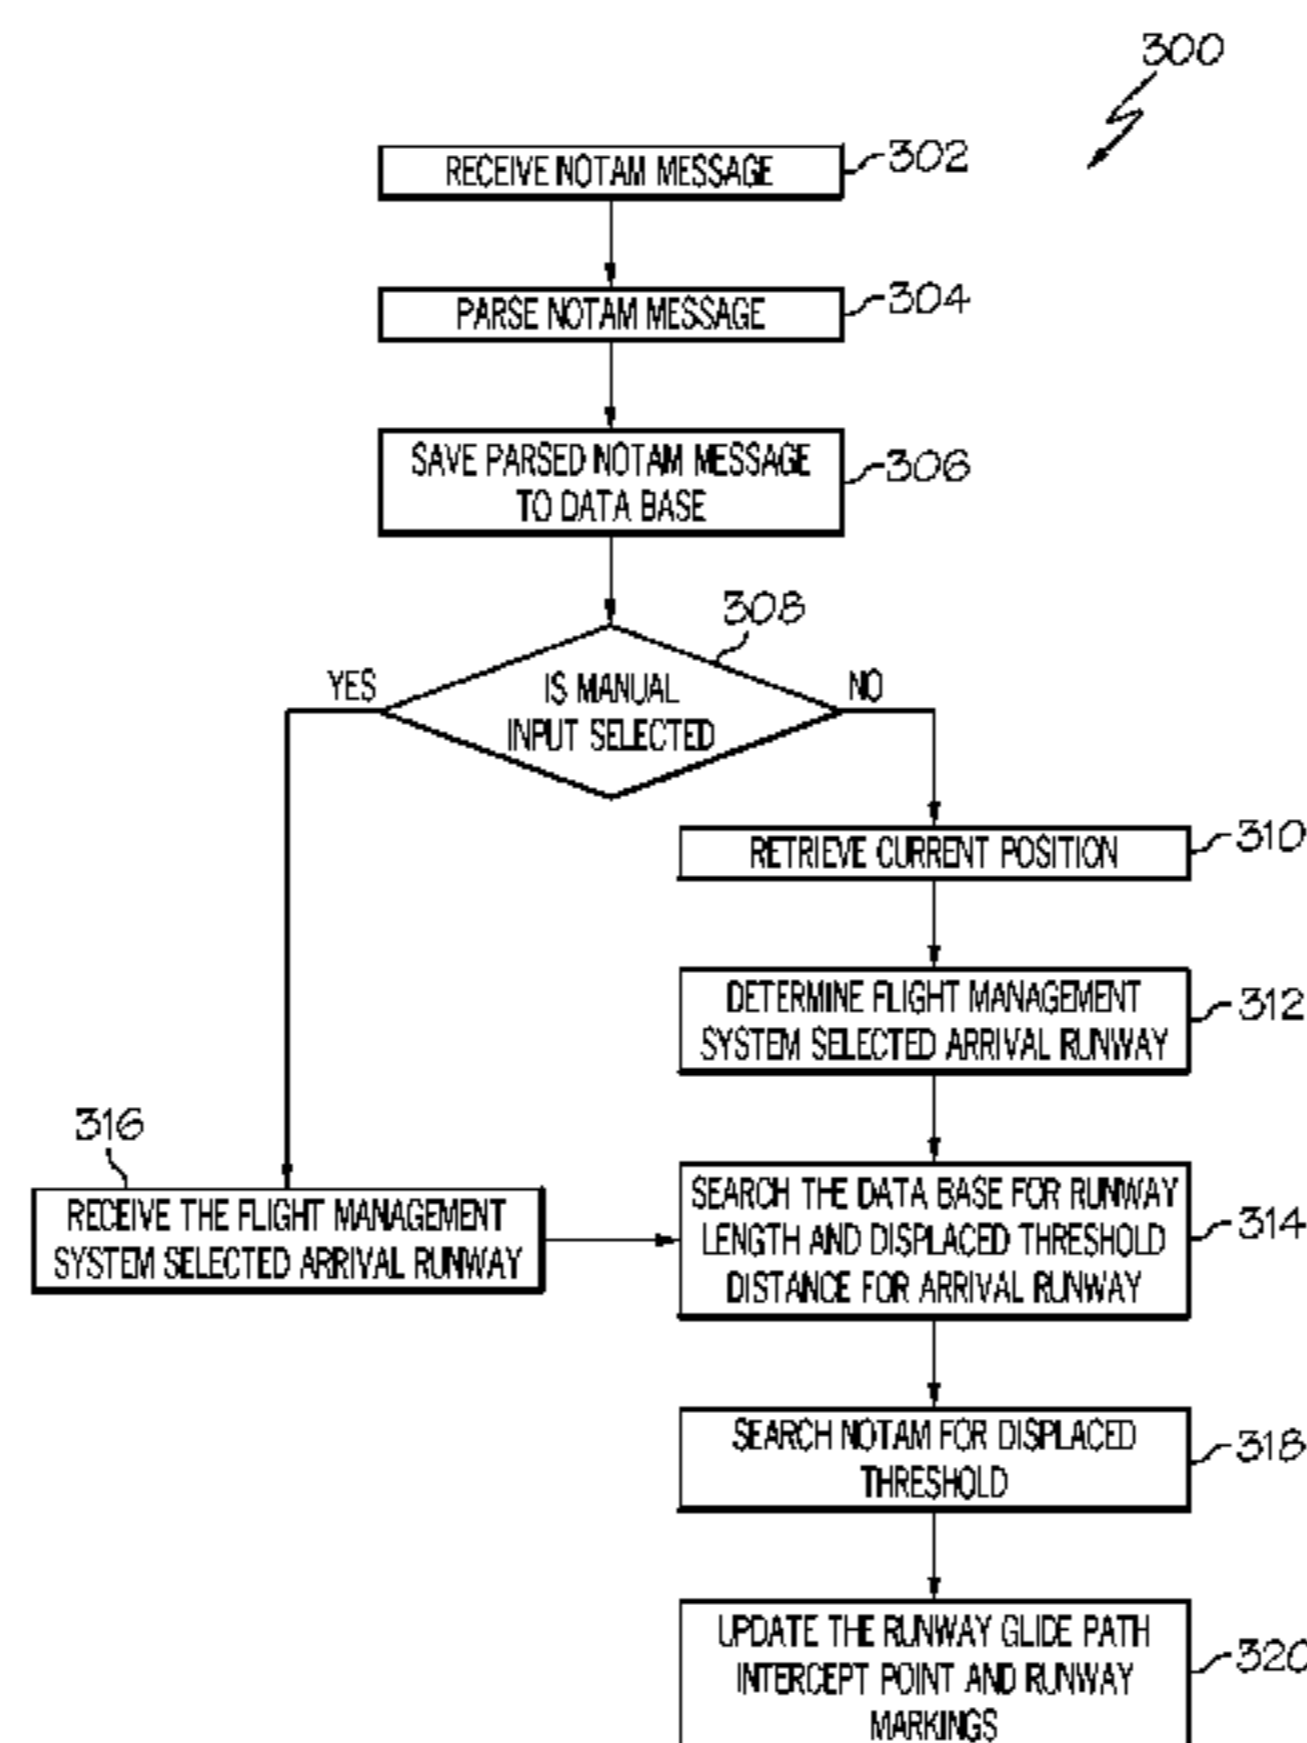 300
RECEIVE NOTAM MESSAGE
302
PARSE NOTAM MESSAGE
304
SAVE PARSED NOTAM MESSAGE
TO DATA BASE
306
308
YES
IS MANUAL
INPUT SELECTED
NO
RETRIEVE CURRENT POSITION
310
DETERMINE FLIGHT MANAGEMENT
SYSTEM SELECTED ARRIVAL RUNWAY
312
316
RECEIVE THE FLIGHT MANAGEMENT
SYSTEM SELECTED ARRIVAL RUNWAY
SEARCH THE DATA BASE FOR RUNWAY
LENGTH AND DISPLACED THRESHOLD
DISTANCE FOR ARRIVAL RUNWAY
314
SEARCH NOTAM FOR DISPLACED
THRESHOLD
318
UPDATE THE RUNWAY GLIDE PATH
INTERCEPT POINT AND RUNWAY
MARKINGS
320